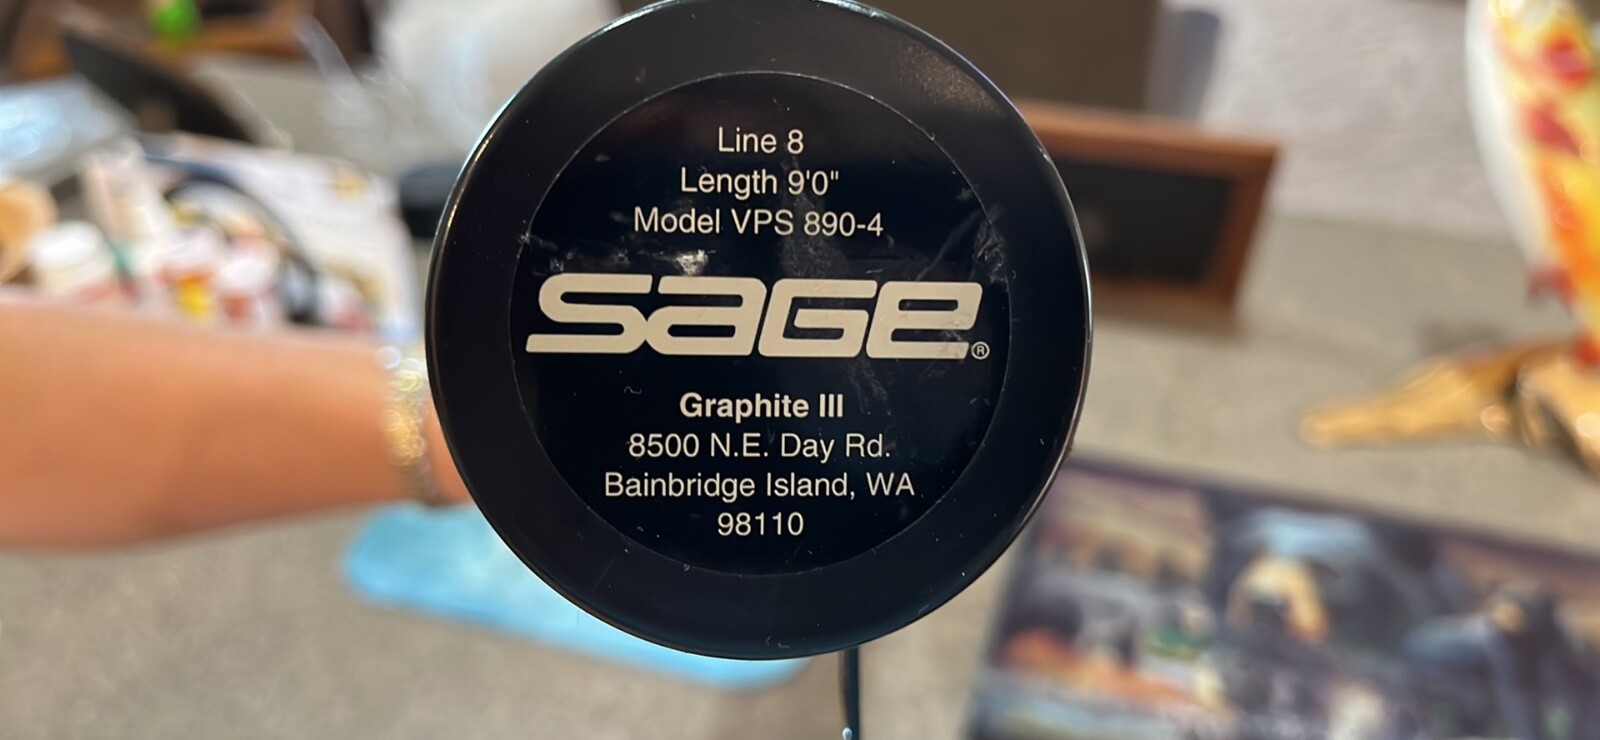 Line 8
Length 9'0"
Model VPS 890-4
SAGE®
Graphite III
8500 N.E. Day Rd.
Bainbridge Island, WA
98110